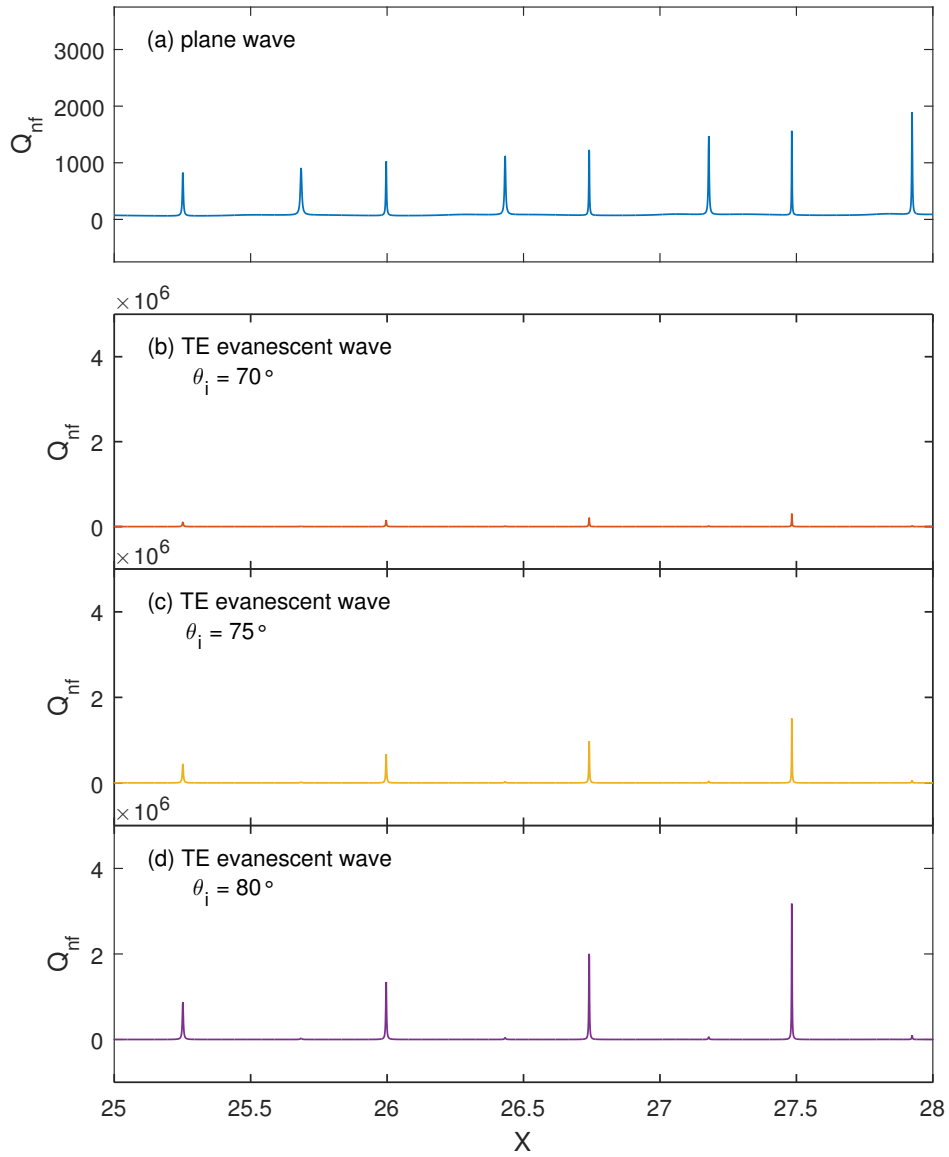 (a) plane wave
3000
2000
1000
0
Q_nf
×10^6
(b) TE evanescent wave
θ_i = 70°
4
2
0
Q_nf
×10^6
(c) TE evanescent wave
θ_i = 75°
4
2
0
Q_nf
×10^6
(d) TE evanescent wave
θ_i = 80°
4
2
0
Q_nf
25 25.5 26 26.5 27 27.5 28
X